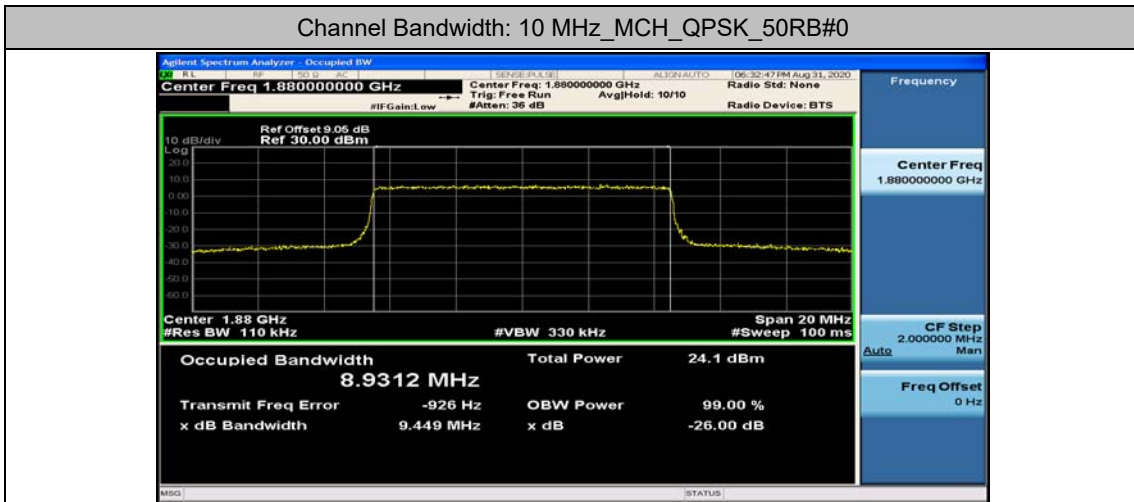 Channel Bandwidth: 10 MHz_MCH_QPSK_50RB#0
Agilent Spectrum Analyzer - Occupied BW
LXI RL RF 50 Ω AC SENSE:PULSE ALIGN AUTO 06:32:47 PM Aug 31, 2020
Center Freq 1.880000000 GHz
Center Freq: 1.880000000 GHz
Radio Std: None
Trig: Free Run Avg|Hold: 10/10
#IFGain:Low #Atten: 36 dB Radio Device: BTS
Ref Offset 9.05 dB
10 dB/div Ref 30.00 dBm
Log
20.0
10.0
0.00
-10.0
-20.0
-30.0
-40.0
-50.0
-60.0
Center 1.88 GHz Span 20 MHz
#Res BW 110 kHz #VBW 330 kHz #Sweep 100 ms
Occupied Bandwidth Total Power 24.1 dBm
8.9312 MHz
Transmit Freq Error -926 Hz OBW Power 99.00 %
x dB Bandwidth 9.449 MHz x dB -26.00 dB
MSG STATUS
Frequency
Center Freq
1.880000000 GHz
CF Step
2.000000 MHz
Auto Man
Freq Offset
0 Hz